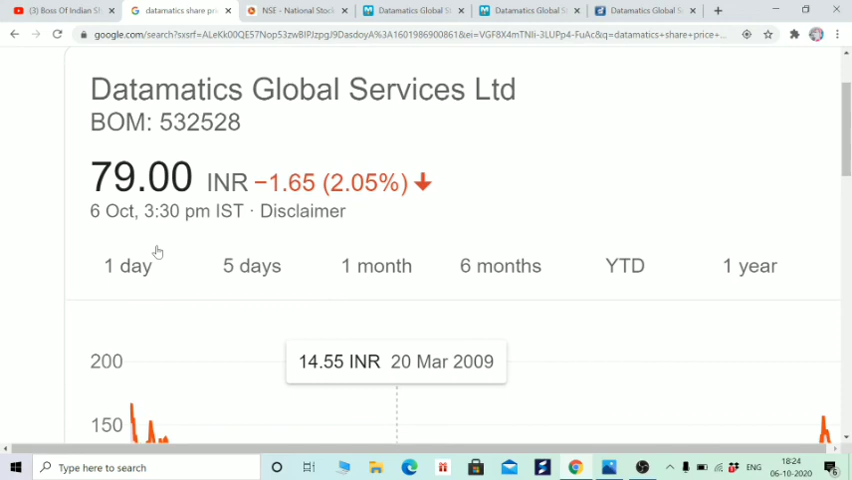 (3) Boss Of Indian Sh
datamatics share pri
NSE - National Stock
Datamatics Global S
Datamatics Global S
Datamatics Global S
google.com/search?sxsrf=ALeKk00QE57Nop53zwBIPJzpgJ9DasdoyA%3A1601986900861&ei=VGF8X4mTNIi-3LUPp4-FuAc&q=datamatics+share+price+...
Datamatics Global Services Ltd
BOM: 532528
79.00 INR −1.65 (2.05%)
6 Oct, 3:30 pm IST · Disclaimer
1 day 5 days 1 month 6 months YTD 1 year
14.55 INR 20 Mar 2009
200
150
Type here to search
ENG
18:24
06-10-2020
6